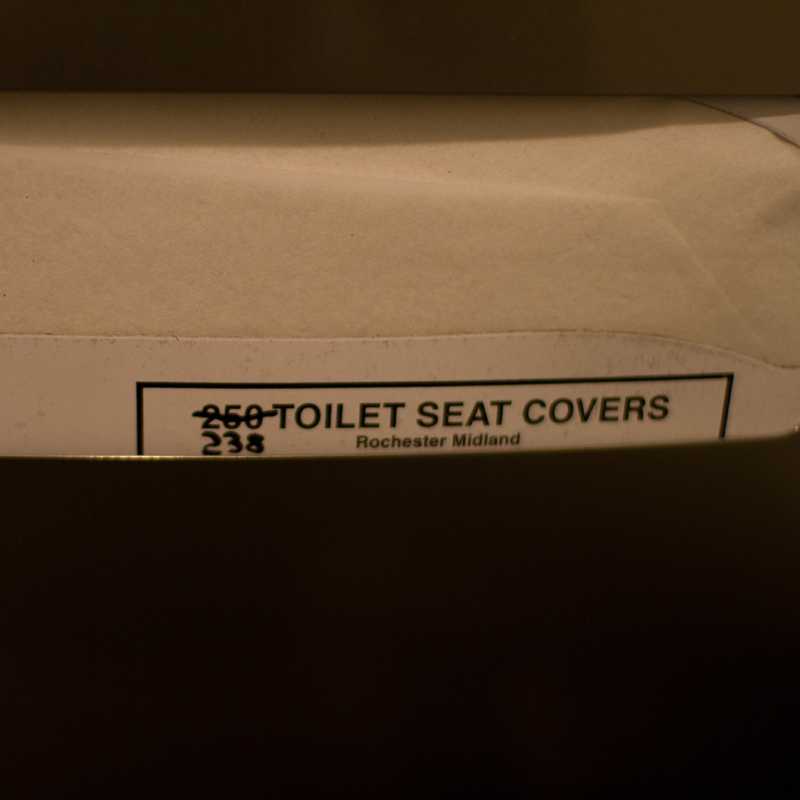 250 TOILET SEAT COVERS
238 Rochester Midland